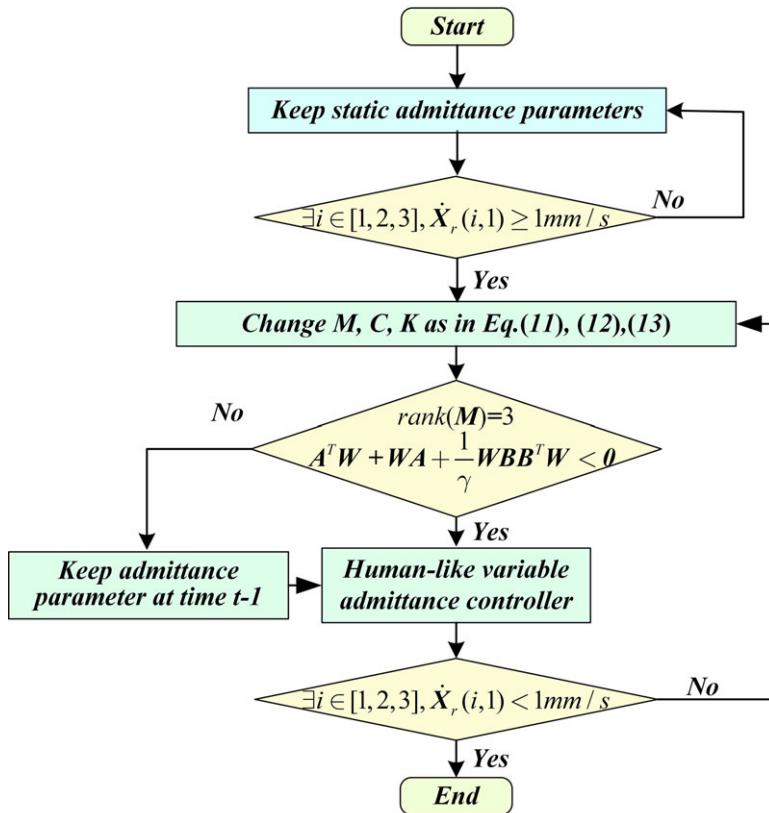 Start
Keep static admittance parameters
∃i∈[1,2,3],Ẋ_r(i,1)≥1mm/s
No
Yes
Change M, C, K as in Eq.(11), (12),(13)
No
rank(M)=3
A^T W+WA+\frac{1}{γ}WBB^T W<0
Yes
Keep admittance
parameter at time t-1
Human-like variable
admittance controller
∃i∈[1,2,3],Ẋ_r(i,1)<1mm/s
No
Yes
End